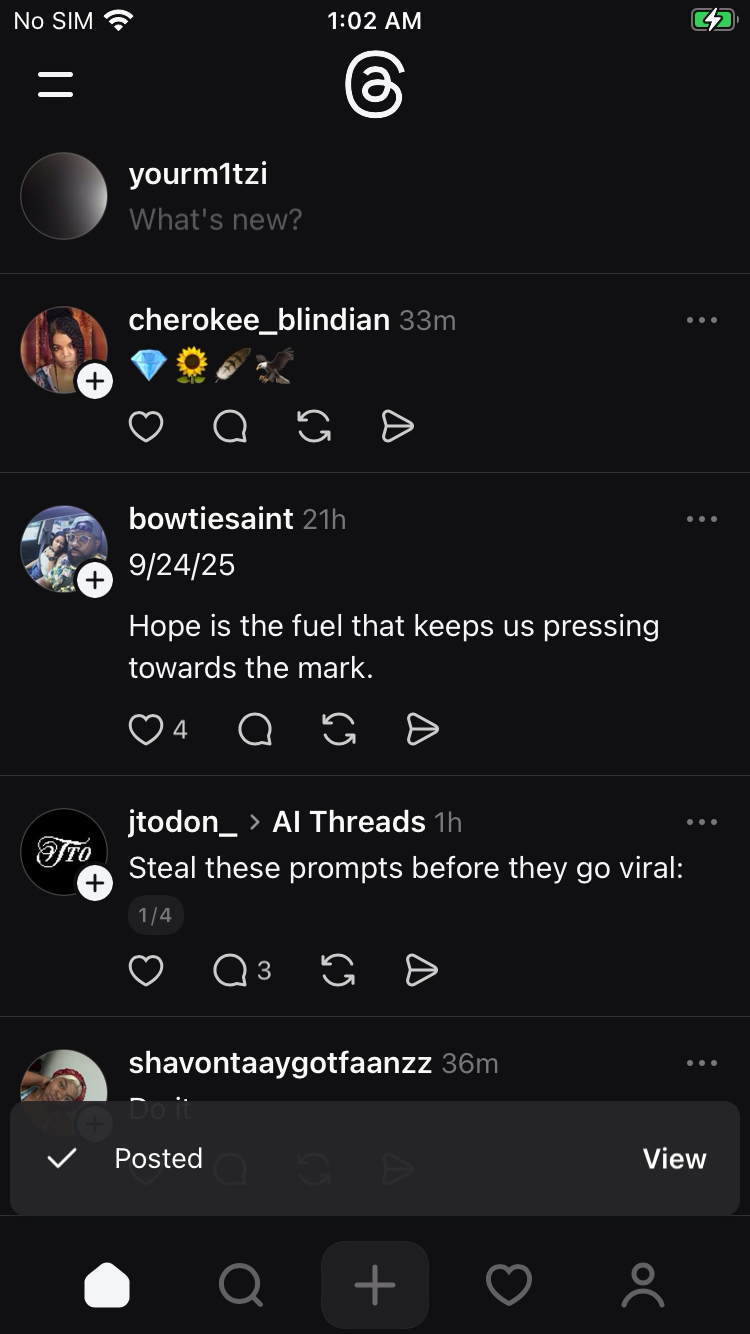 No SIM 1:02 AM
yourm1tzi
What's new?
cherokee_blindian 33m
💎🌻🪶🦅
bowtiesaint 21h
9/24/25
Hope is the fuel that keeps us pressing
towards the mark.
4
jtodon_ > AI Threads 1h
JTO
Steal these prompts before they go viral:
1/4
3
shavontaaygotfaanzz 36m
Do it
Posted View